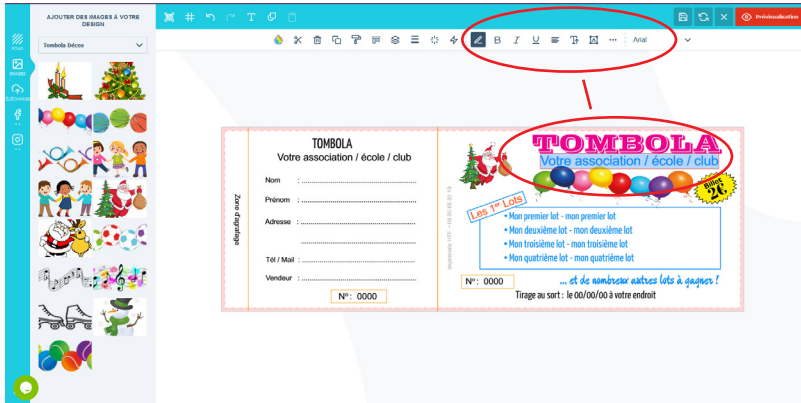 AJOUTER DES IMAGES À VOTRE
DESIGN
Prévisualisation
Tombola Décos
FOND
IMAGES
TÉLÉCHARGE
B I U
Arial
TOMBOLA
Votre association / école / club
Nom : ................................................
Prénom : ................................................
Adresse : ................................................
................................................
Tél / Mail : ................................................
Vendeur : ................................................
N° : 0000
Zone d'agrafage
TOMBOLA
Votre association / école / club
Billet
2€
Les 1er Lots
• Mon premier lot - mon premier lot
• Mon deuxième lot - mon deuxième lot
• Mon troisième lot - mon troisième lot
• Mon quatrième lot - mon quatrième lot
N° : 0000
... et de nombreux autres lots à gagner !
Tirage au sort : le 00/00/00 à votre endroit